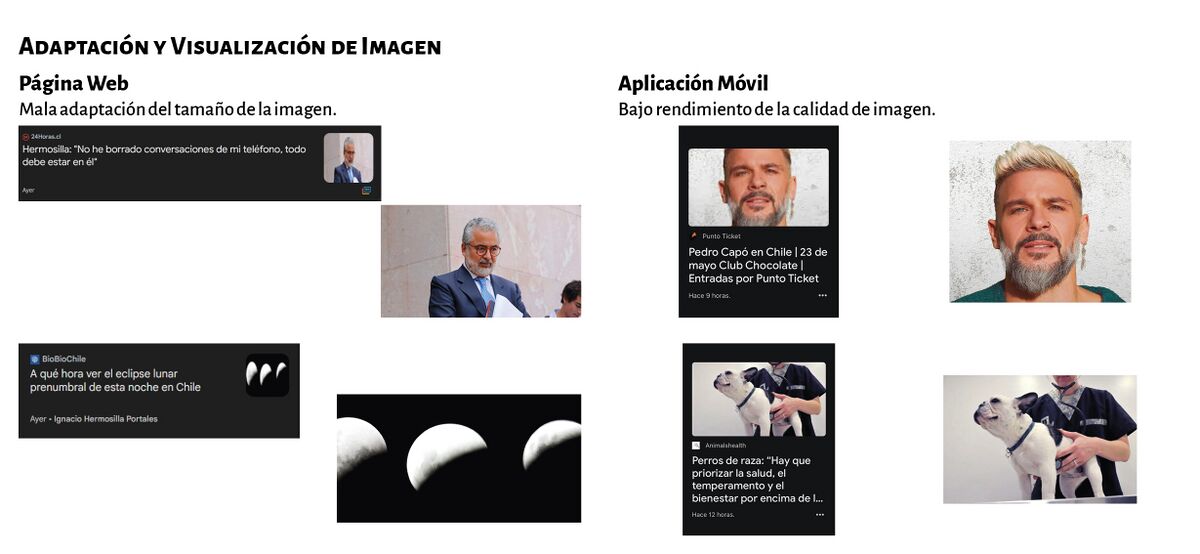 Adaptación y Visualización de Imagen
Página Web
Mala adaptación del tamaño de la imagen.
24Horas.cl
Hermosilla: "No he borrado conversaciones de mi teléfono, todo
debe estar en él"
Ayer
BioBioChile
A qué hora ver el eclipse lunar
prenumbral de esta noche en Chile
Ayer • Ignacio Hermosilla Portales
Aplicación Móvil
Bajo rendimiento de la calidad de imagen.
Punto Ticket
Pedro Capó en Chile | 23 de
mayo Club Chocolate |
Entradas por Punto Ticket
Hace 9 horas.
Animalshealth
Perros de raza: “Hay que
priorizar la salud, el
temperamento y el
bienestar por encima de l...
Hace 12 horas.